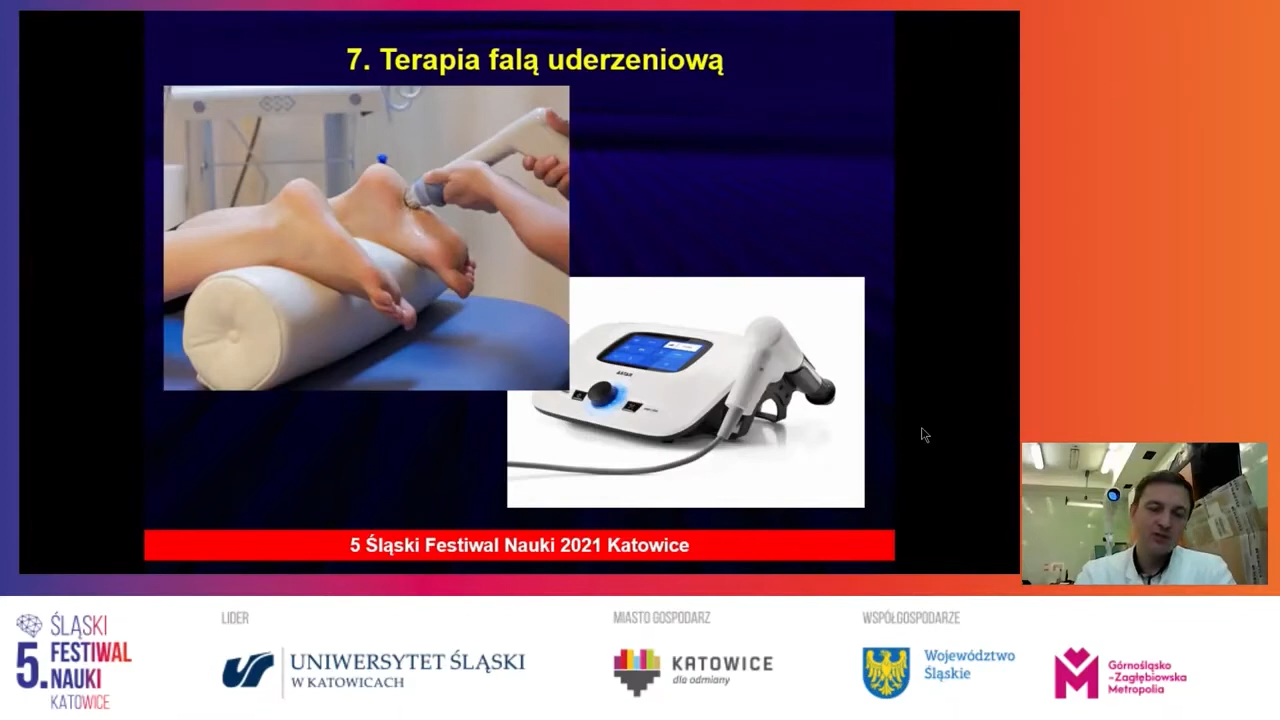 7. Terapia falą uderzeniową
5 Śląski Festiwal Nauki 2021 Katowice
5. ŚLĄSKI
FESTIWAL
NAUKI
KATOWICE
LIDER
UNIWERSYTET ŚLĄSKI
W KATOWICACH
MIASTO GOSPODARZ
KATOWICE
dla odmiany
WSPÓŁGOSPODARZE
Województwo
Śląskie
Górnośląsko
-Zagłębiowska
Metropolia